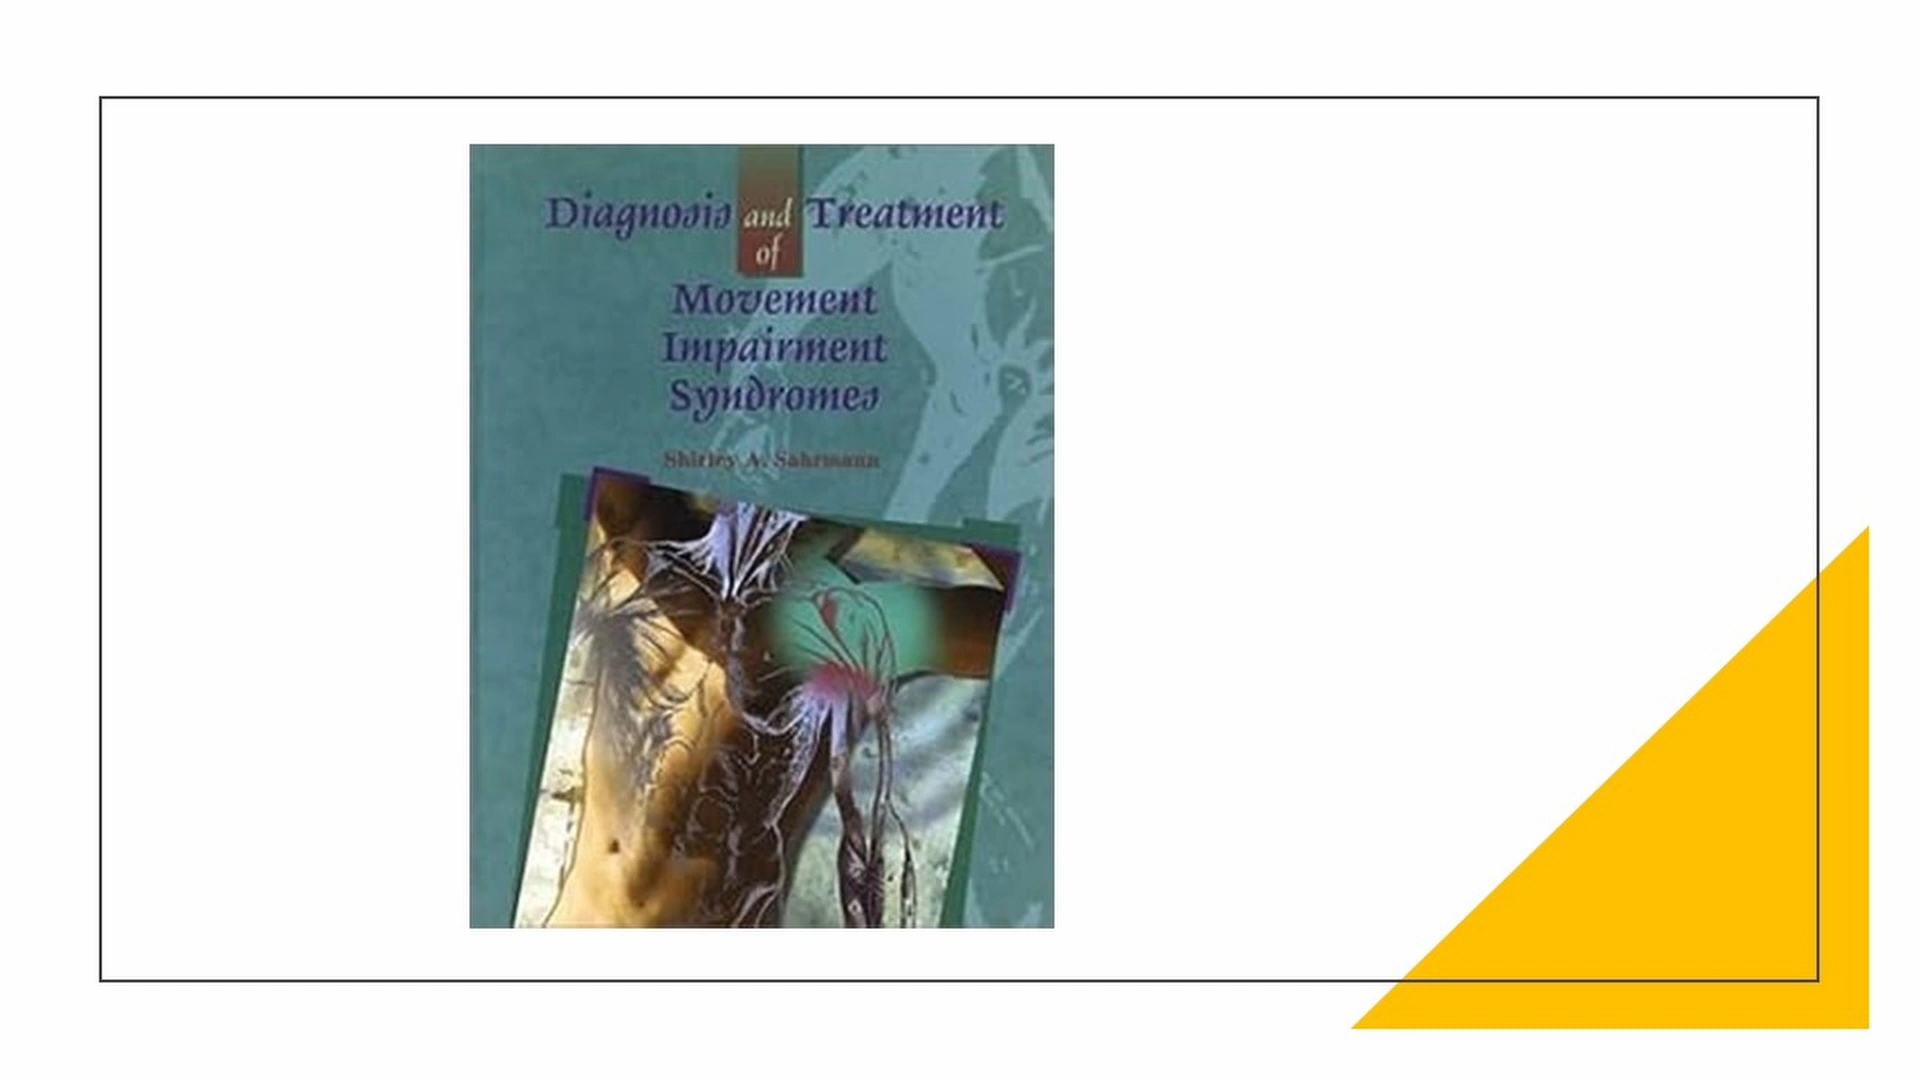 Diagnosis and Treatment
of
Movement
Impairment
Syndromes
Shirley A. Sahrmann